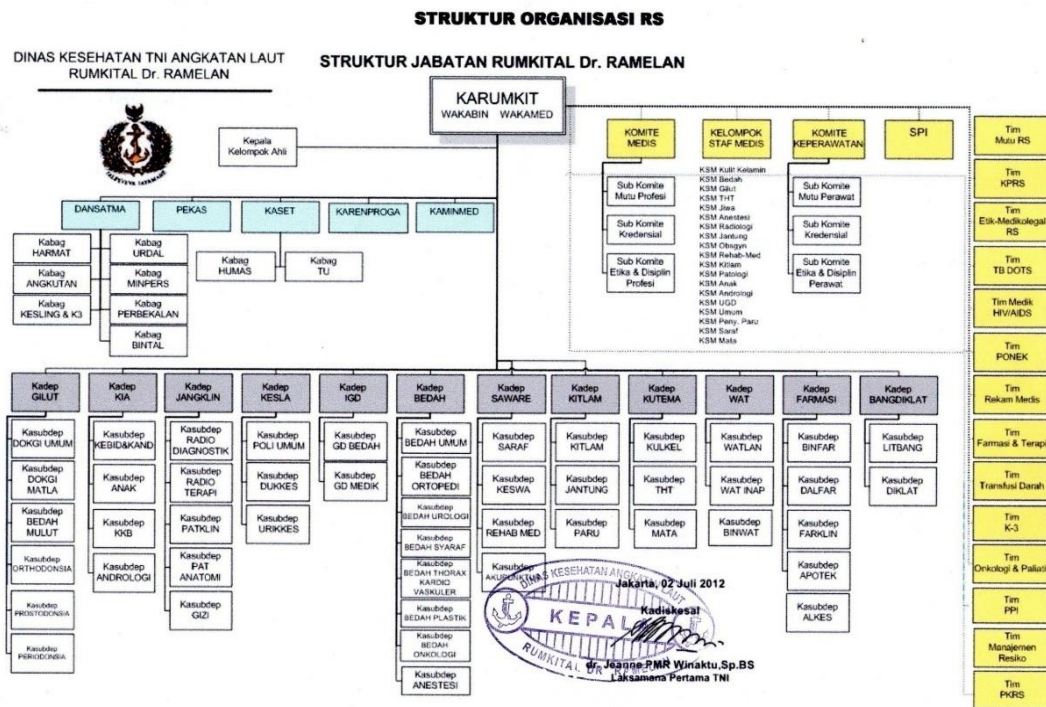 STRUKTUR ORGANISASI RS
DINAS KESEHATAN TNI ANGKATAN LAUT
RUMKITAL Dr. RAMELAN
STRUKTUR JABATAN RUMKITAL Dr. RAMELAN
JALESVEVA JAYAMAHE
KARUMKIT
WAKABIN WAKAMED
Kepala
Kelompok Ahli
KOMITE
MEDIS
KELOMPOK
STAF MEDIS
KOMITE
KEPERAWATAN
SPI
Sub Komite
Mutu Profesi
Sub Komite
Kredensial
Sub Komite
Etika & Disiplin
Profesi
KSM Kulit Kelamin
KSM Bedah
KSM Gilut
KSM THT
KSM Jiwa
KSM Anestesi
KSM Radiologi
KSM Jantung
KSM Obsgyn
KSM Rehab-Med
KSM Kitlam
KSM Patologi
KSM Anak
KSM Andrologi
KSM UGD
KSM Umum
KSM Peny. Paru
KSM Saraf
KSM Mata
Sub Komite
Mutu Perawat
Sub Komite
Kredensial
Sub Komite
Etika & Disiplin
Perawat
Tim
Mutu RS
Tim
KPRS
Tim
Etik-Medikolegal
RS
Tim
TB DOTS
Tim Medik
HIV/AIDS
Tim
PONEK
Tim
Rekam Medis
Tim
Farmasi & Terapi
Tim
Transfusi Darah
Tim
K-3
Tim
Onkologi & Paliati
Tim
PPI
Tim
Manajemen
Resiko
Tim
PKRS
DANSATMA
PEKAS
KASET
KARENPROGA
KAMINMED
Kabag
HARMAT
Kabag
ANGKUTAN
Kabag
KESLING & K3
Kabag
URDAL
Kabag
MINPERS
Kabag
PERBEKALAN
Kabag
BINTAL
Kabag
HUMAS
Kabag
TU
Kadep
GILUT
Kasubdep
DOKGI UMUM
Kasubdep
DOKGI
MATLA
Kasubdep
BEDAH
MULUT
Kasubdep
ORTHODONSIA
Kasubdep
PROSTODONSIA
Kasubdep
PERIODONSIA
Kadep
KIA
Kasubdep
KEBID&KAND
Kasubdep
ANAK
Kasubdep
KKB
Kasubdep
ANDROLOGI
Kadep
JANGKLIN
Kasubdep
RADIO
DIAGNOSTIK
Kasubdep
RADIO
TERAPI
Kasubdep
PATKLIN
Kasubdep
PAT
ANATOMI
Kasubdep
GIZI
Kadep
KESLA
Kasubdep
POLI UMUM
Kasubdep
DUKKES
Kasubdep
URIKKES
Kadep
IGD
Kasubdep
GD BEDAH
Kasubdep
GD MEDIK
Kadep
BEDAH
Kasubdep
BEDAH UMUM
Kasubdep
BEDAH
ORTOPEDI
Kasubdep
BEDAH UROLOGI
Kasubdep
BEDAH SYARAF
Kasubdep
BEDAH THORAX
KARDIO
VASKULER
Kasubdep
BEDAH PLASTIK
Kasubdep
BEDAH
ONKOLOGI
Kasubdep
ANESTESI
Kadep
SAWARE
Kasubdep
SARAF
Kasubdep
KESWA
Kasubdep
REHAB MED
Kasubdep
AKUPUNKTUR
Kadep
KITLAM
Kasubdep
KITLAM
Kasubdep
JANTUNG
Kasubdep
PARU
Kadep
KUTEMA
Kasubdep
KULKEL
Kasubdep
THT
Kasubdep
MATA
Kadep
WAT
Kasubdep
WATLAN
Kasubdep
WAT INAP
Kasubdep
BINWAT
Kadep
FARMASI
Kasubdep
BINFAR
Kasubdep
DALFAR
Kasubdep
FARKLIN
Kasubdep
APOTEK
Kasubdep
ALKES
Kadep
BANGDIKLAT
Kasubdep
LITBANG
Kasubdep
DIKLAT
Jakarta, 02 Juli 2012
Kadiskesal
DINAS KESEHATAN ANGKATAN LAUT
KEPALA
RUMKITAL DR RAMELAN
dr. Jeanne PMR Winaktu,Sp.BS
Laksamana Pertama TNI